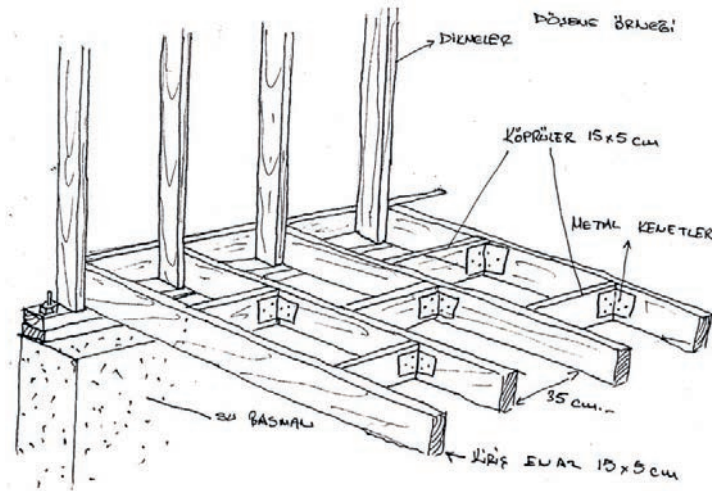 DÖŞEME ÖRNEĞİ
DİKMELER
KÖPRÜLER 15x5 cm
METAL KENETLER
35 cm..
SU BASMAN
KİRİŞ EN AZ 15x5 cm